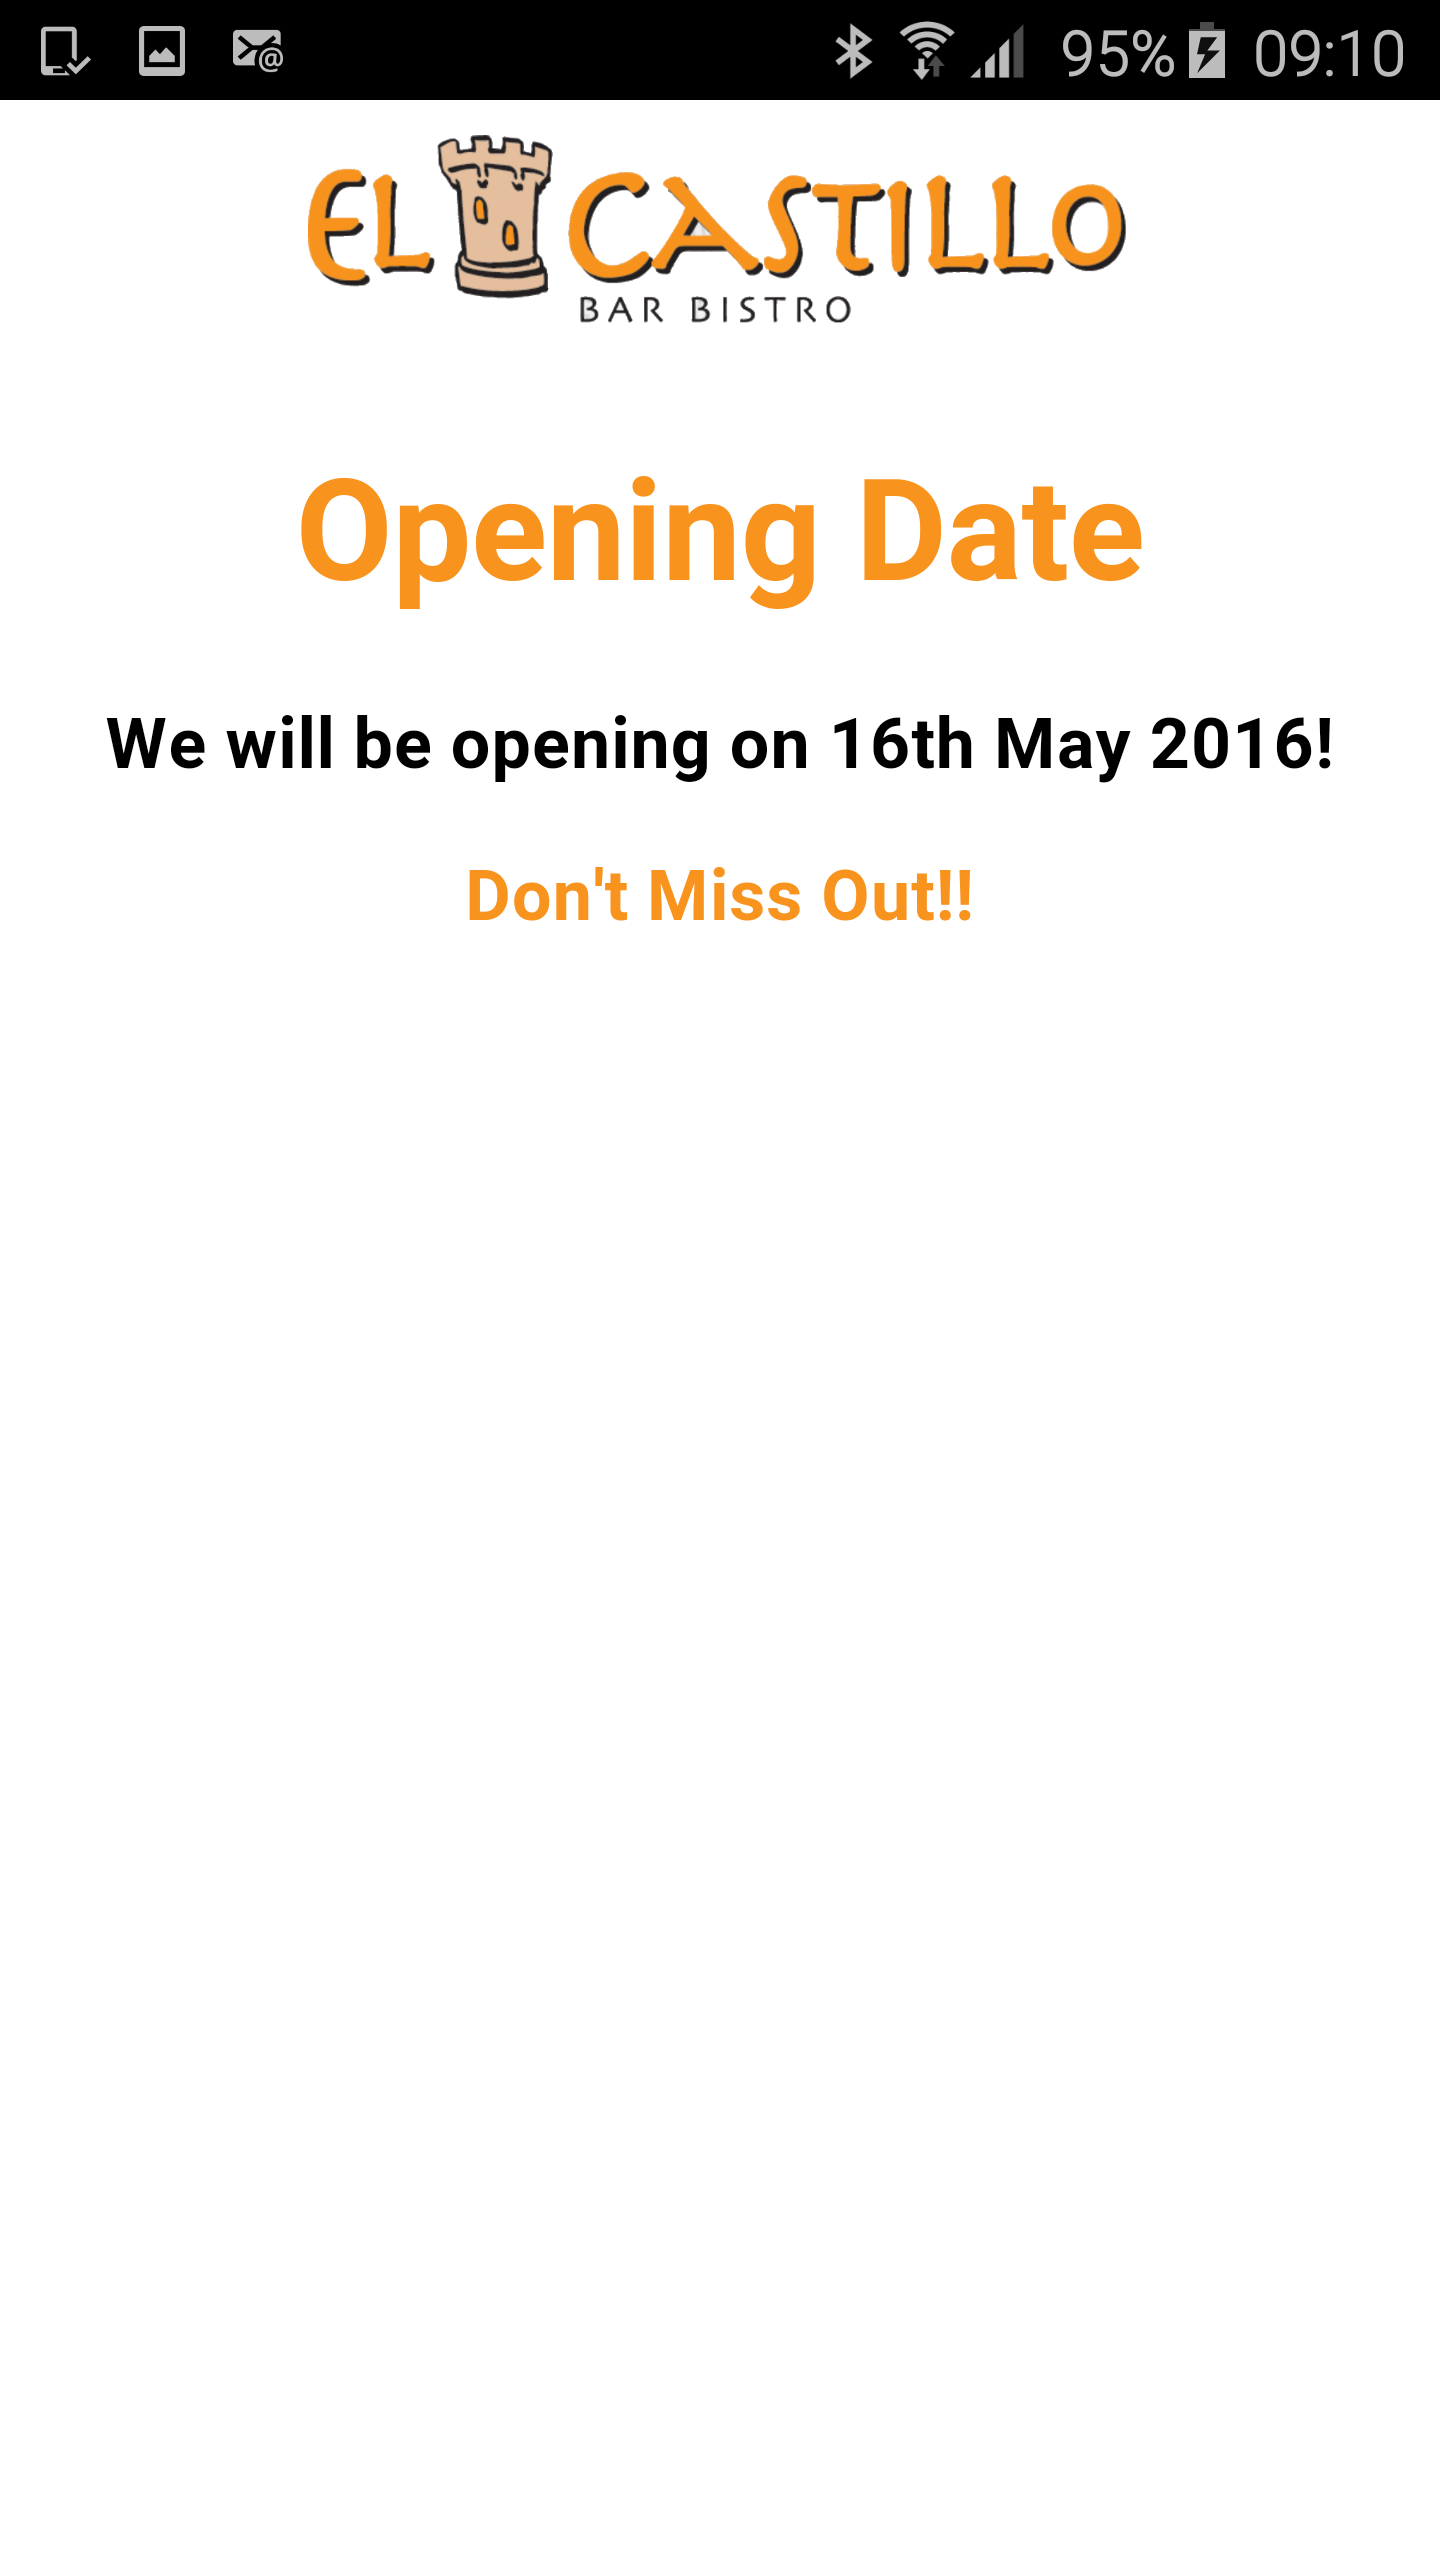 95% 09:10
EL CASTILLO
BAR BISTRO
Opening Date
We will be opening on 16th May 2016!
Don't Miss Out!!